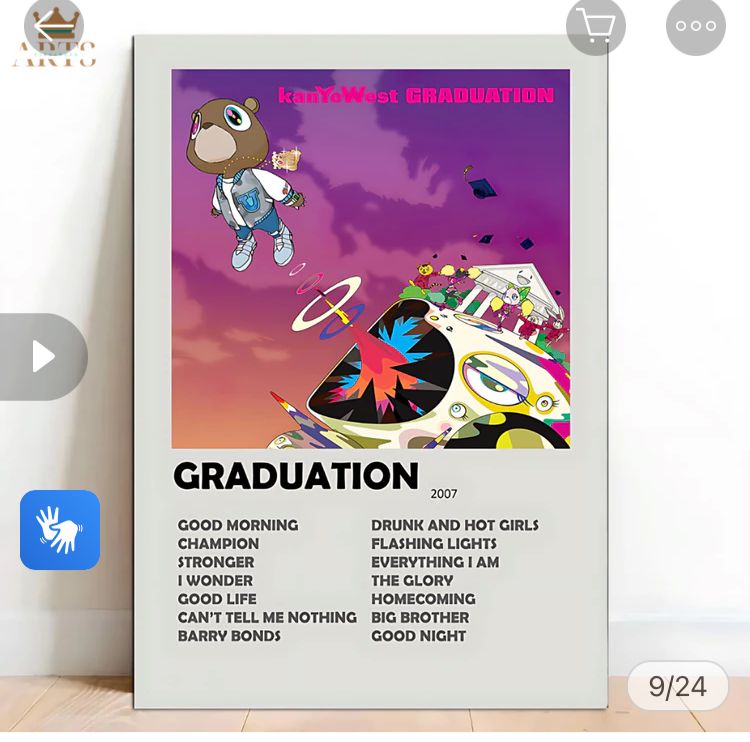 ARTS
kanYeWest GRADUATION
U
GRADUATION
2007
GOOD MORNING
CHAMPION
STRONGER
I WONDER
GOOD LIFE
CAN'T TELL ME NOTHING
BARRY BONDS
DRUNK AND HOT GIRLS
FLASHING LIGHTS
EVERYTHING I AM
THE GLORY
HOMECOMING
BIG BROTHER
GOOD NIGHT
9/24